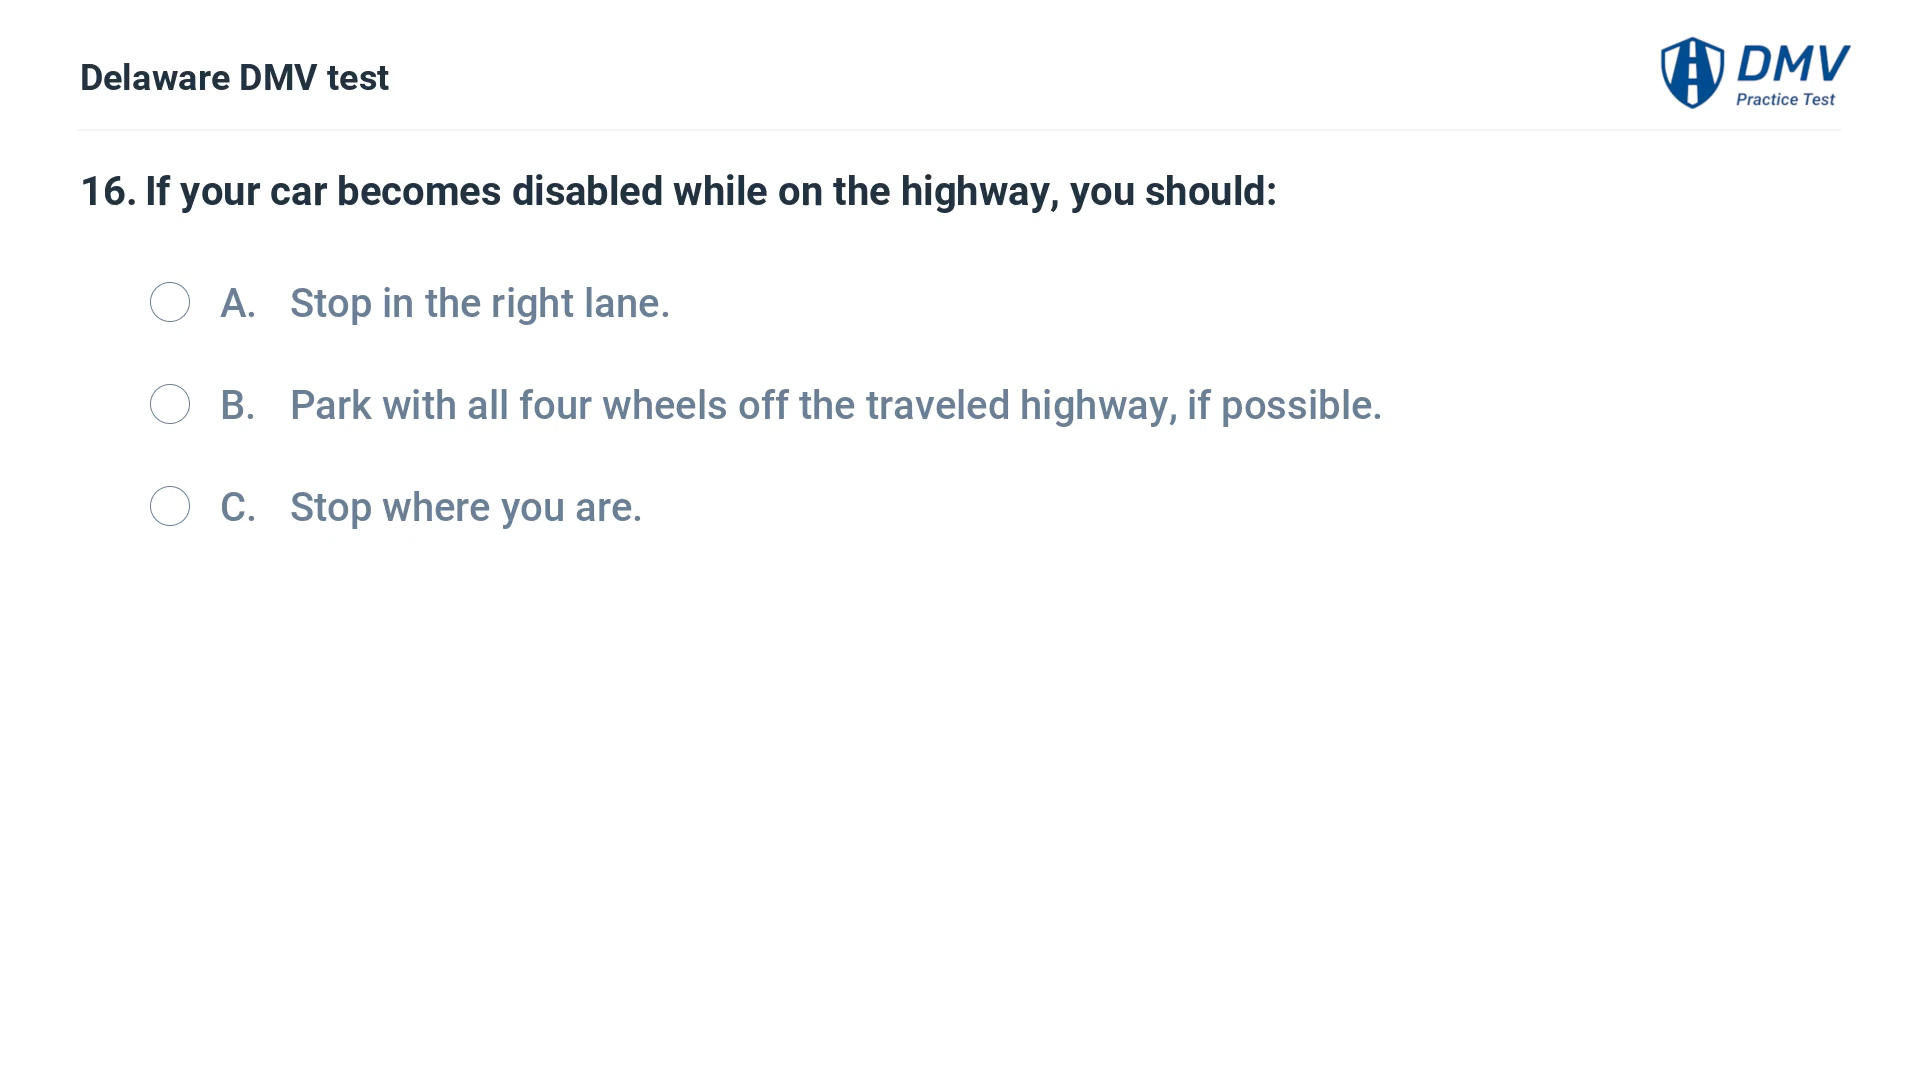 Delaware DMV test
DMV
Practice Test
16. If your car becomes disabled while on the highway, you should:
A. Stop in the right lane.
B. Park with all four wheels off the traveled highway, if possible.
C. Stop where you are.